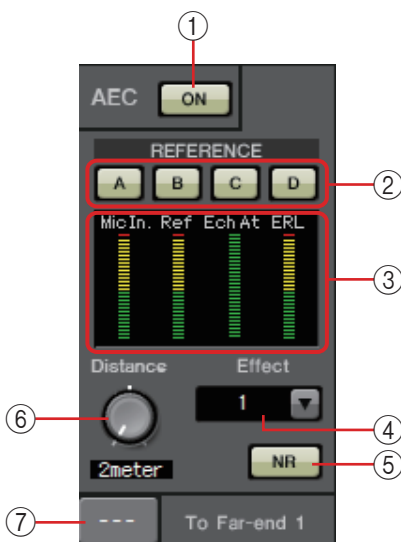 ①
AEC ON
REFERENCE
A B C D ②
MicIn. Ref EchAt ERL
③
Distance Effect
1 ④
⑥
2meter NR ⑤
⑦ --- To Far-end 1